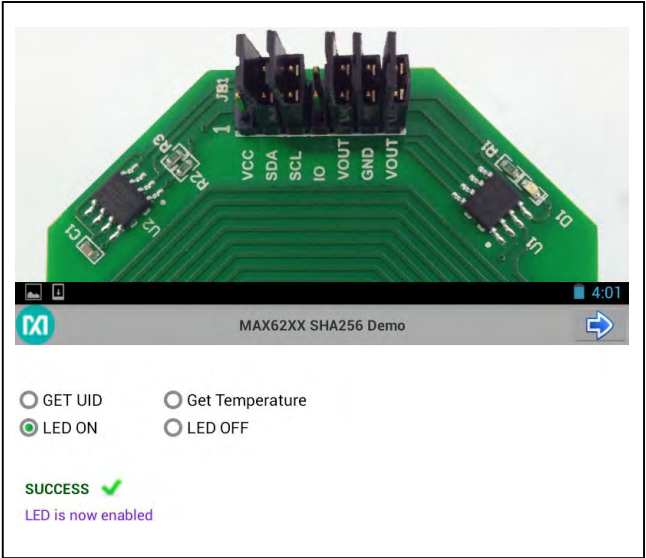 JB1
1
VCC
SDA
SCL
IO
VOUT
GND
VOUT
R3
R2
C1
U2
R1
D1
U1
4:01
MAX62XX SHA256 Demo
GET UID
Get Temperature
LED ON
LED OFF
SUCCESS
LED is now enabled